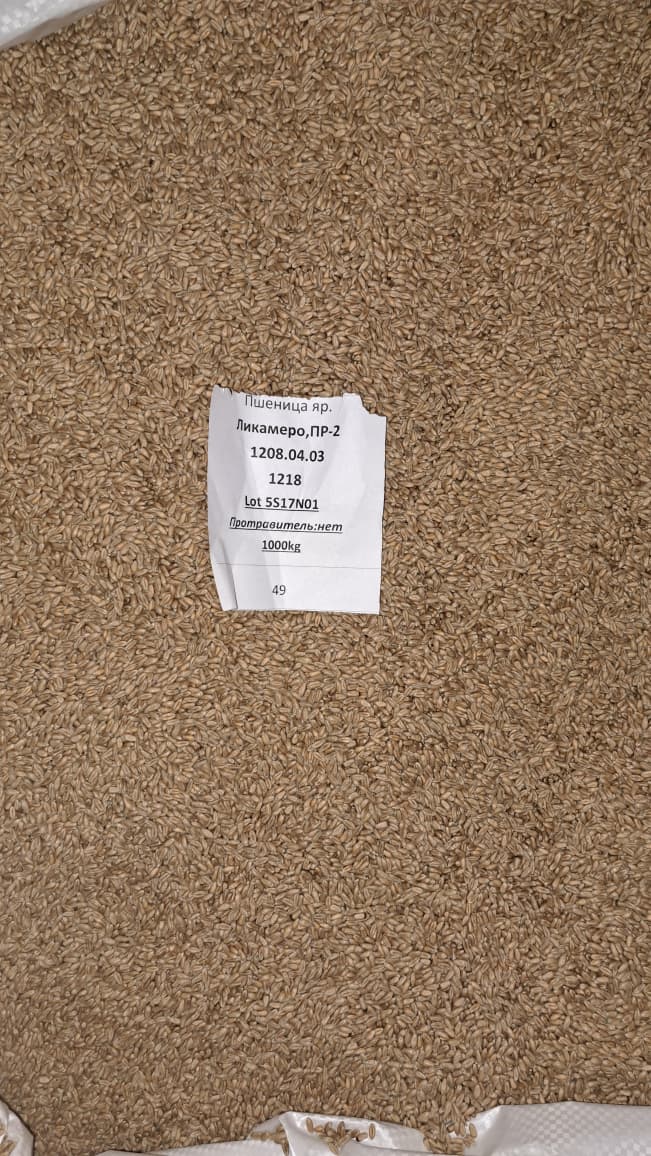 Пшеница яр.
Ликамеро,ПР-2
1208.04.03
1218
Lot 5S17N01
Протравитель:нет
1000kg
49